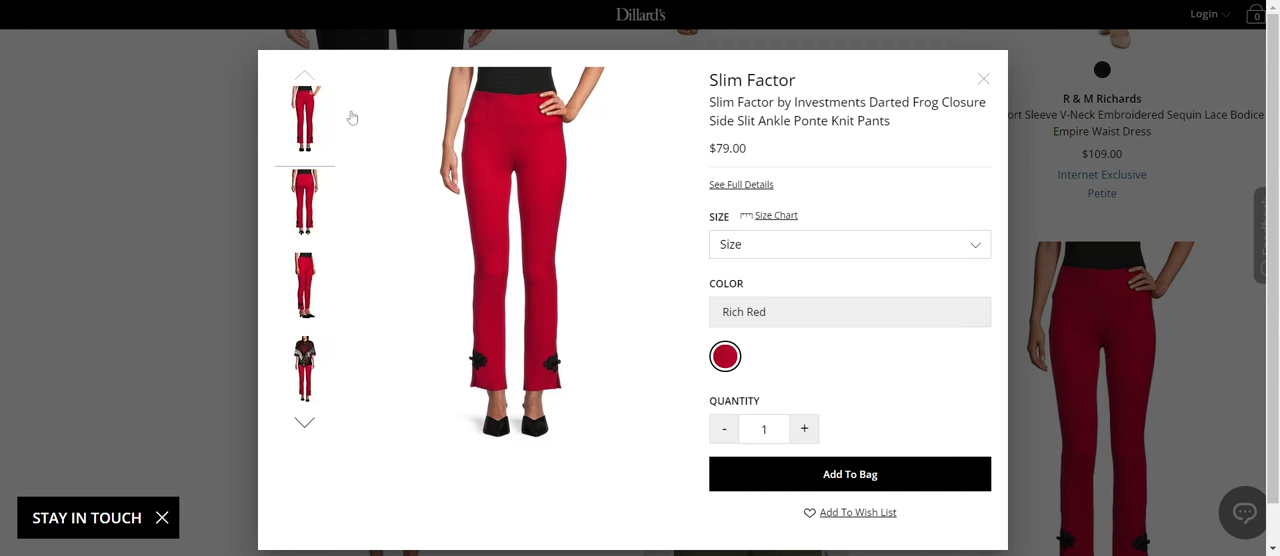 Dillard's
Login
0
Slim Factor
Slim Factor by Investments Darted Frog Closure
Side Slit Ankle Ponte Knit Pants
$79.00
See Full Details
SIZE Size Chart
Size
COLOR
Rich Red
QUANTITY
- 1 +
Add To Bag
Add To Wish List
R & M Richards
ort Sleeve V-Neck Embroidered Sequin Lace Bodice
Empire Waist Dress
$109.00
Internet Exclusive
Petite
STAY IN TOUCH